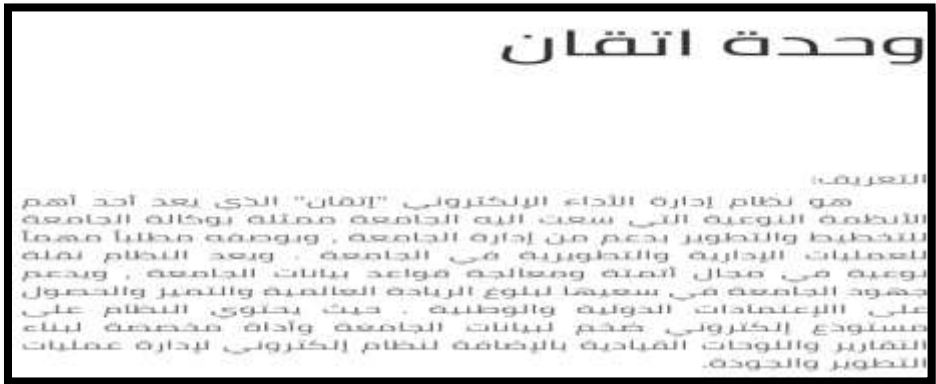 وحدة اتقان
التعريف:
هو نظام إدارة الأداء الإلكتروني "إتقان" الذي يعد أحد أهم
الأنظمة النوعية التي سعت اليه الجامعة ممثلة بوكالة الجامعة
للتخطيط والتطوير بدعم من إدارة الجامعة , وبوصفه مطلباً مهماً
للعمليات الإدارية والتطويرية في الجامعة . ويعد النظام نقلة
نوعية في مجال أتمتة ومعالجة قواعد بيانات الجامعة , ويدعم
جهود الجامعة في سعيها لبلوغ الريادة العالمية والتميز والحصول
على الاإعتمادات الدولية والوطنية . حيث يحتوي النظام على
مستودع إلكتروني ضخم لبيانات الجامعة وأداة مخصصة لبناء
التقارير واللوحات القيادية بالإضافة لنظام إلكتروني لإدارة عمليات
التطوير والجودة.